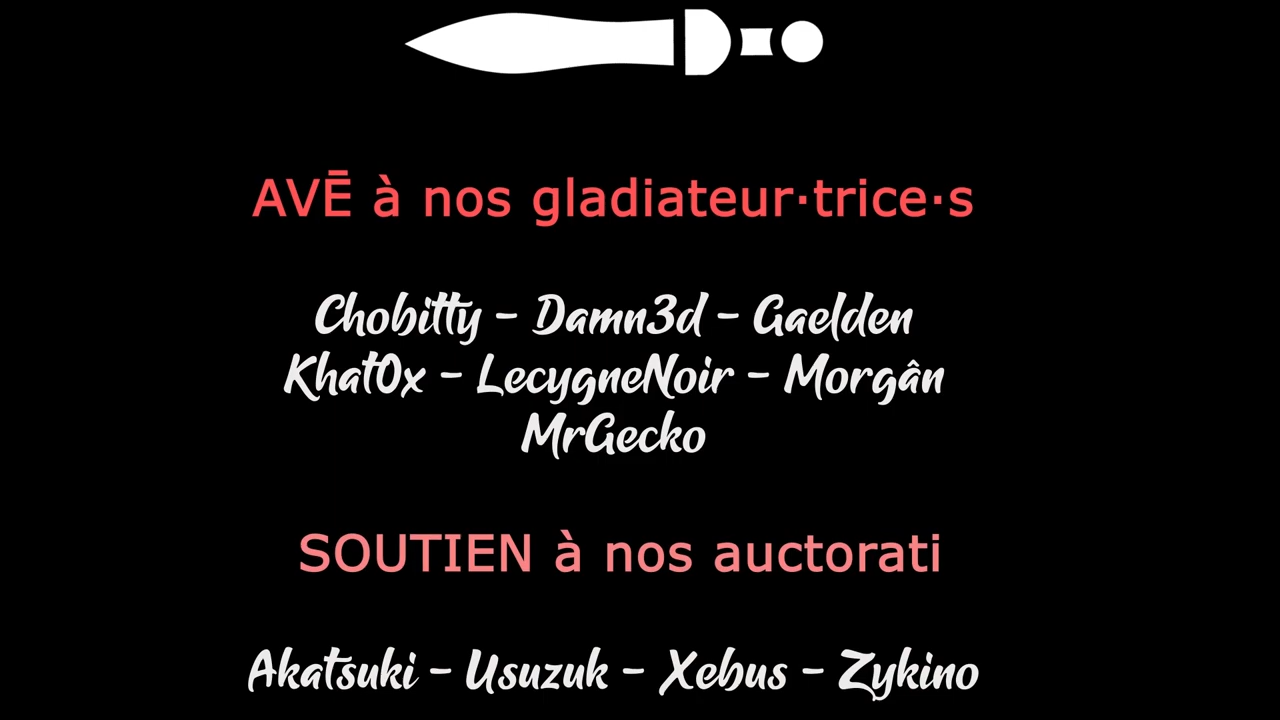 AVĒ à nos gladiateur·trice·s
Chobitty - Damn3d - Gaelden
Khat0x - LecygneNoir - Morgân
MrGecko
SOUTIEN à nos auctorati
Akatsuki - Usuzuk - Xebus - Zykino